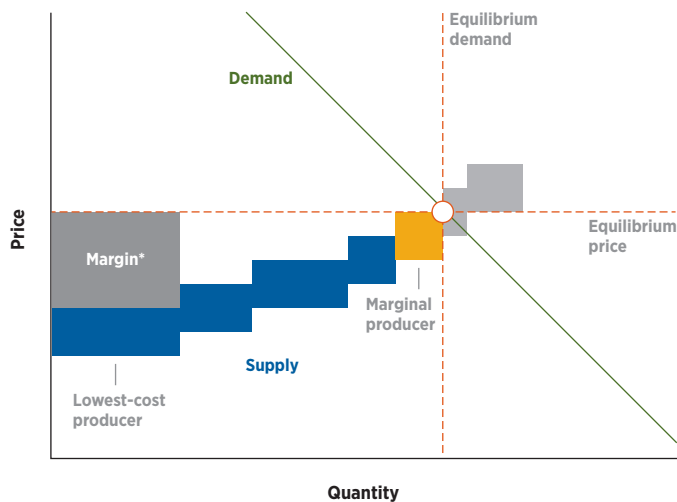 Equilibrium
demand
Demand
Price
Equilibrium
price
Margin*
Marginal
producer
Supply
Lowest-cost
producer
Quantity